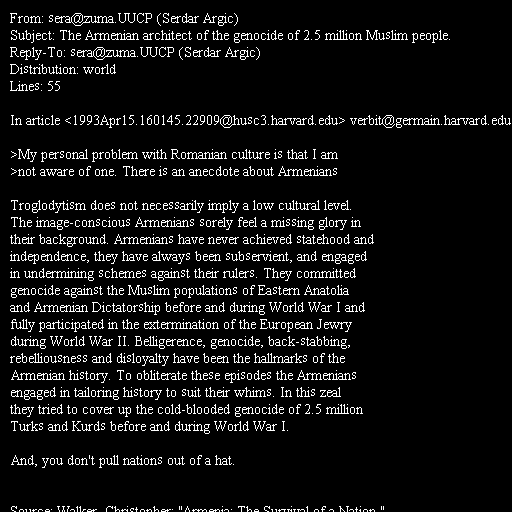 From: sera@zuma.UUCP (Serdar Argic)
Subject: The Armenian architect of the genocide of 2.5 million Muslim people.
Reply-To: sera@zuma.UUCP (Serdar Argic)
Distribution: world
Lines: 55

In article <1993Apr15.160145.22909@husc3.harvard.edu> verbit@germain.harvard.edu

>My personal problem with Romanian culture is that I am
>not aware of one. There is an anecdote about Armenians

Troglodytism does not necessarily imply a low cultural level.
The image-conscious Armenians sorely feel a missing glory in
their background. Armenians have never achieved statehood and
independence, they have always been subservient, and engaged
in undermining schemes against their rulers. They committed
genocide against the Muslim populations of Eastern Anatolia
and Armenian Dictatorship before and during World War I and
fully participated in the extermination of the European Jewry
during World War II. Belligerence, genocide, back-stabbing,
rebelliousness and disloyalty have been the hallmarks of the
Armenian history. To obliterate these episodes the Armenians
engaged in tailoring history to suit their whims. In this zeal
they tried to cover up the cold-blooded genocide of 2.5 million
Turks and Kurds before and during World War I.

And, you don't pull nations out of a hat.

Source: Walker, Christopher: "Armenia: The Survival of a Nation."